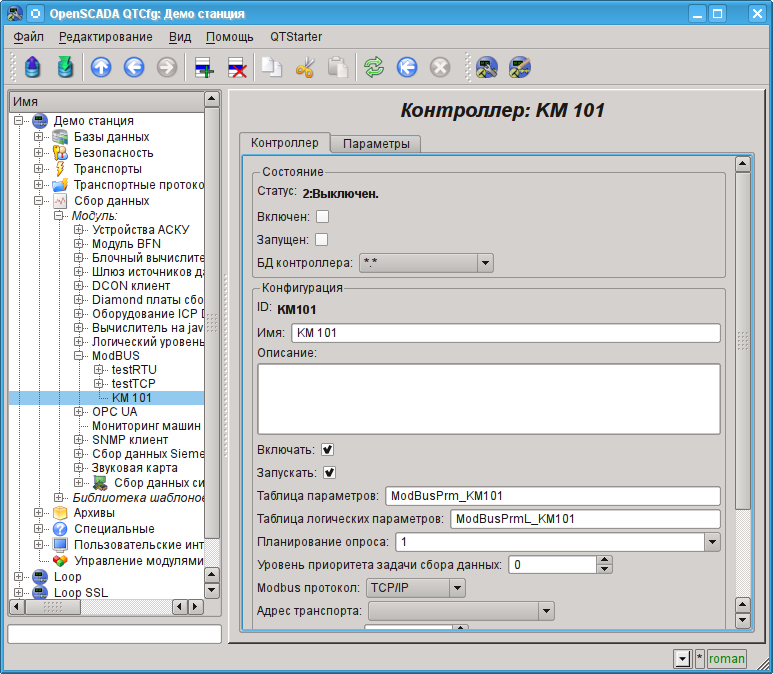 OpenSCADA QTCfg: Демо станция
Файл Редактирование Вид Помощь QTStarter
Имя
Демо станция
Базы данных
Безопасность
Транспорты
Транспортные протоко
Сбор данных
Модуль:
Устройства АСКУ
Модуль BFN
Блочный вычислите
Шлюз источников да
DCON клиент
Diamond платы сбо
Оборудование ICP D
Вычислитель на jav
Логический уровень
ModBUS
testRTU
testTCP
KM 101
OPC UA
Мониторинг машин
SNMP клиент
Сбор данных Sieme
Звуковая карта
Сбор данных си
Библиотека шаблоно
Архивы
Специальные
Пользовательские инт
Управление модулями
Loop
Loop SSL
Контроллер: KM 101
Контроллер Параметры
Состояние
Статус: 2:Выключен.
Включен:
Запущен:
БД контроллера: *.*
Конфигурация
ID: KM101
Имя: KM 101
Описание:
Включать:
Запускать:
Таблица параметров: ModBusPrm_KM101
Таблица логических параметров: ModBusPrmL_KM101
Планирование опроса: 1
Уровень приоритета задачи сбора данных: 0
Modbus протокол: TCP/IP
Адрес транспорта:
* roman